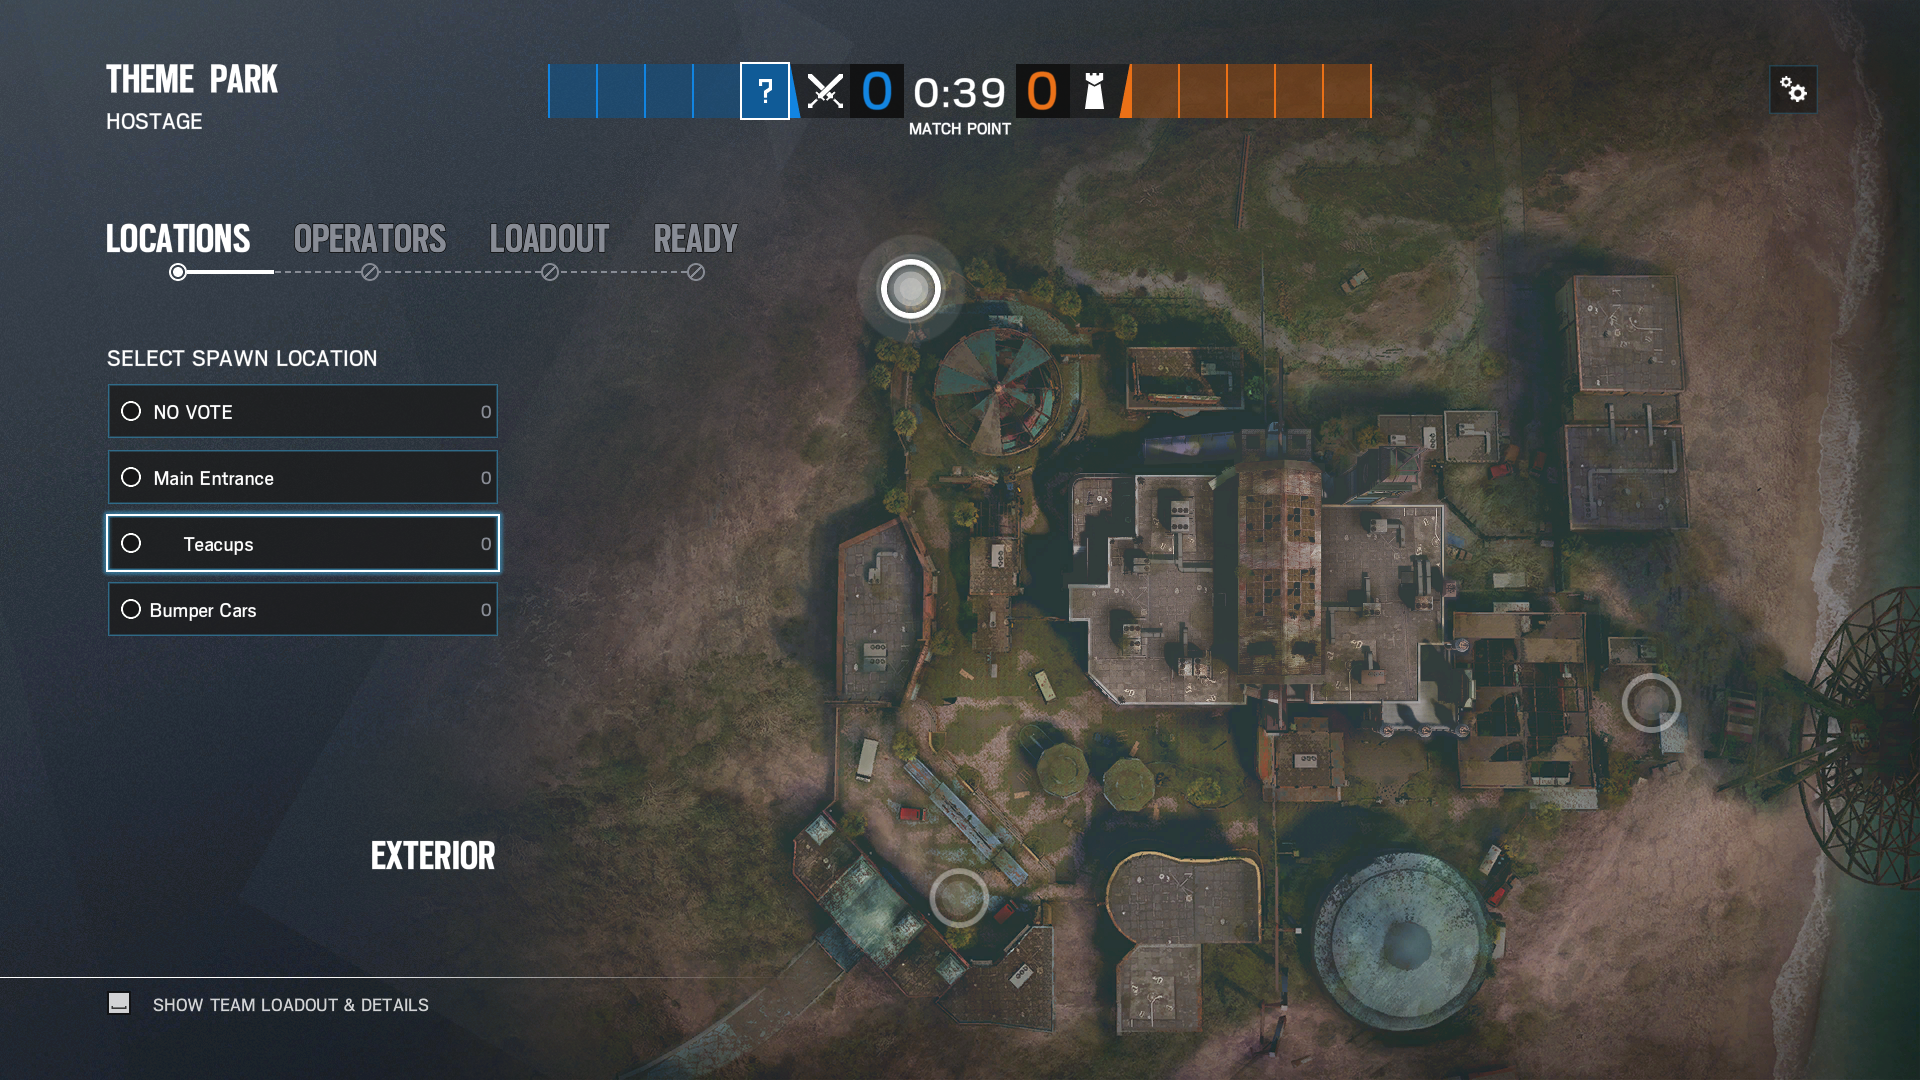 THEME PARK
HOSTAGE
?
0
0:39
0
MATCH POINT
LOCATIONS
OPERATORS
LOADOUT
READY
SELECT SPAWN LOCATION
NO VOTE 0
Main Entrance 0
Teacups 0
Bumper Cars 0
EXTERIOR
SHOW TEAM LOADOUT & DETAILS